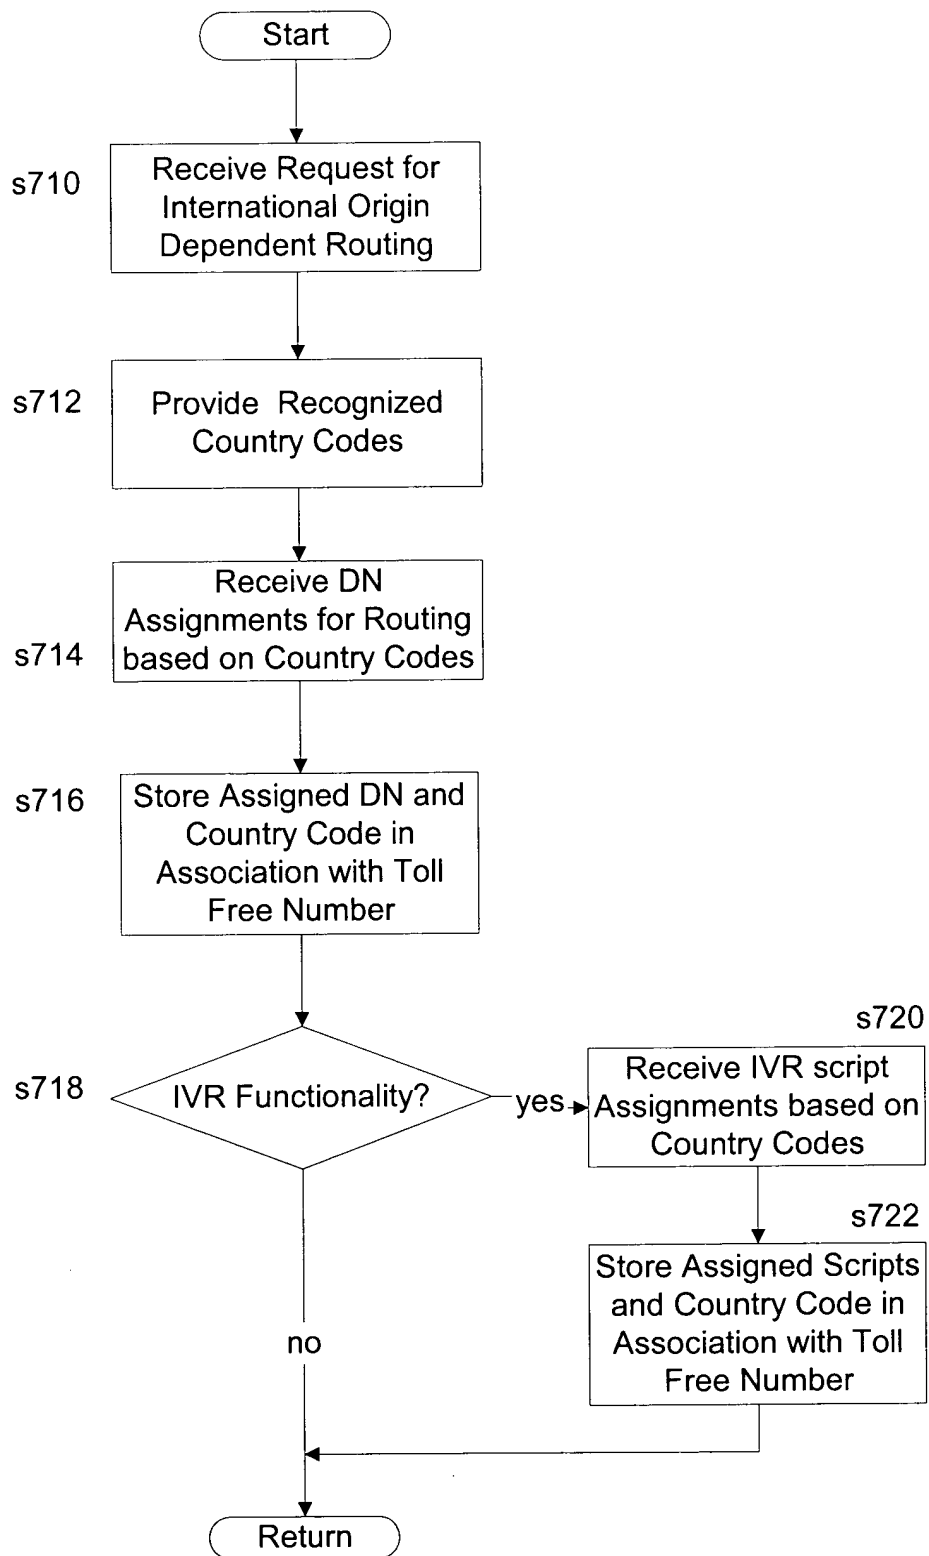 Start
s710
Receive Request for
International Origin
Dependent Routing
s712
Provide Recognized
Country Codes
Receive DN
Assignments for Routing
based on Country Codes
s714
s716
Store Assigned DN and
Country Code in
Association with Toll
Free Number
s718
IVR Functionality?
yes
s720
Receive IVR script
Assignments based on
Country Codes
s722
Store Assigned Scripts
and Country Code in
Association with Toll
Free Number
no
Return